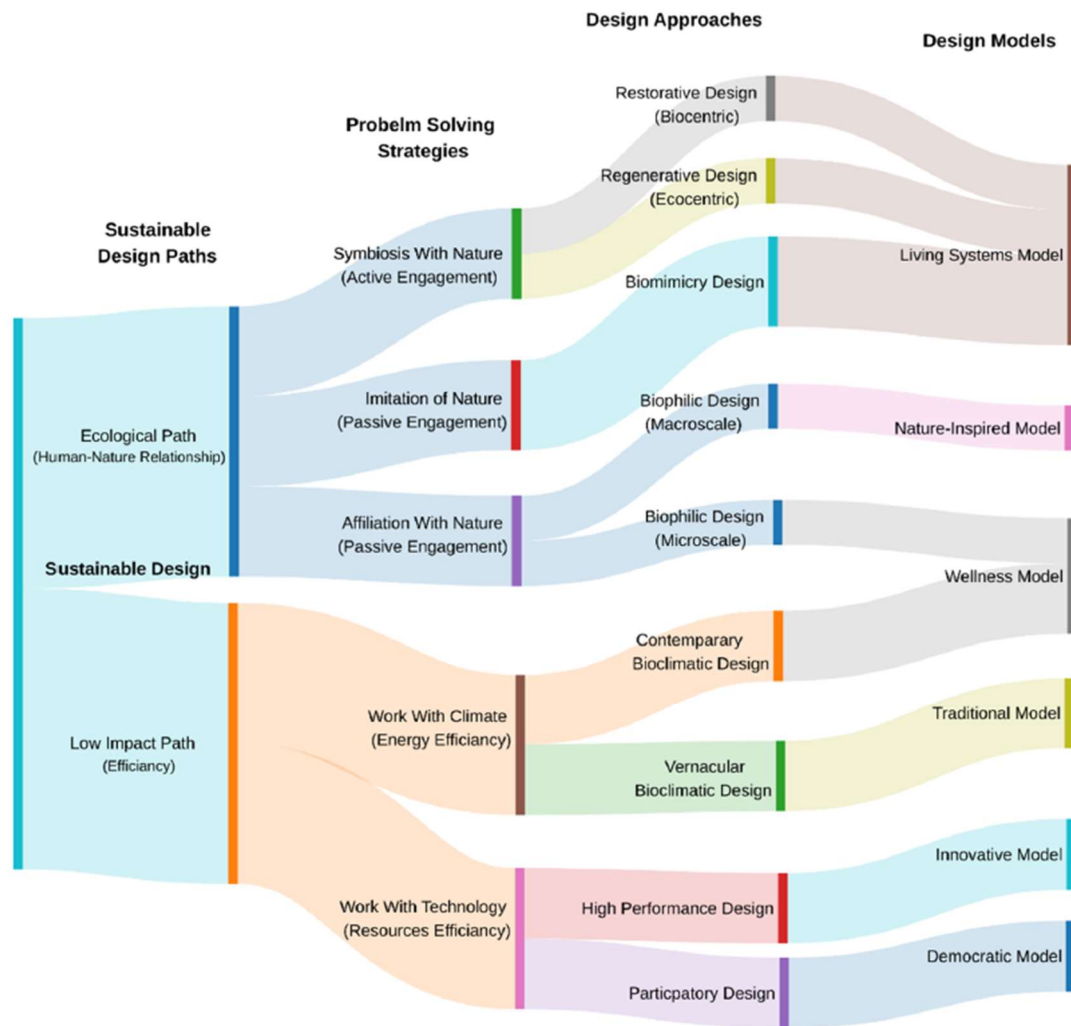 Design Approaches
Design Models
Probelm Solving
Strategies
Sustainable
Design Paths
Sustainable Design
Ecological Path
(Human-Nature Relationship)
Low Impact Path
(Efficiancy)
Symbiosis With Nature
(Active Engagement)
Imitation of Nature
(Passive Engagement)
Affiliation With Nature
(Passive Engagement)
Work With Climate
(Energy Efficiancy)
Work With Technology
(Resources Efficiancy)
Restorative Design
(Biocentric)
Regenerative Design
(Ecocentric)
Biomimicry Design
Biophilic Design
(Macroscale)
Biophilic Design
(Microscale)
Contemparary
Bioclimatic Design
Vernacular
Bioclimatic Design
High Performance Design
Particpatory Design
Living Systems Model
Nature-Inspired Model
Wellness Model
Traditional Model
Innovative Model
Democratic Model